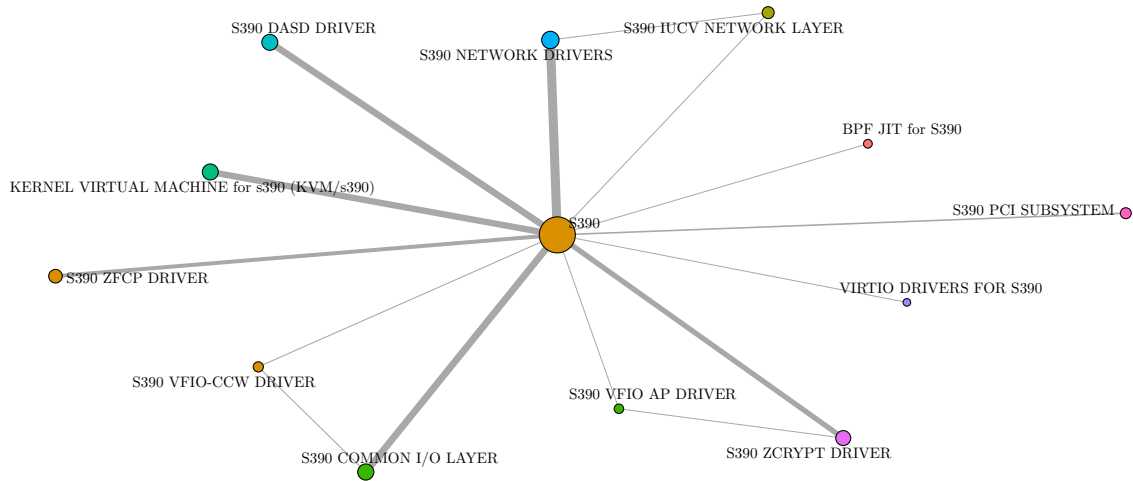 S390 DASD DRIVER
S390 IUCV NETWORK LAYER
S390 NETWORK DRIVERS
BPF JIT for S390
KERNEL VIRTUAL MACHINE for s390 (KVM/s390)
S390 PCI SUBSYSTEM
S390
S390 ZFCP DRIVER
VIRTIO DRIVERS FOR S390
S390 VFIO-CCW DRIVER
S390 VFIO AP DRIVER
S390 ZCRYPT DRIVER
S390 COMMON I/O LAYER